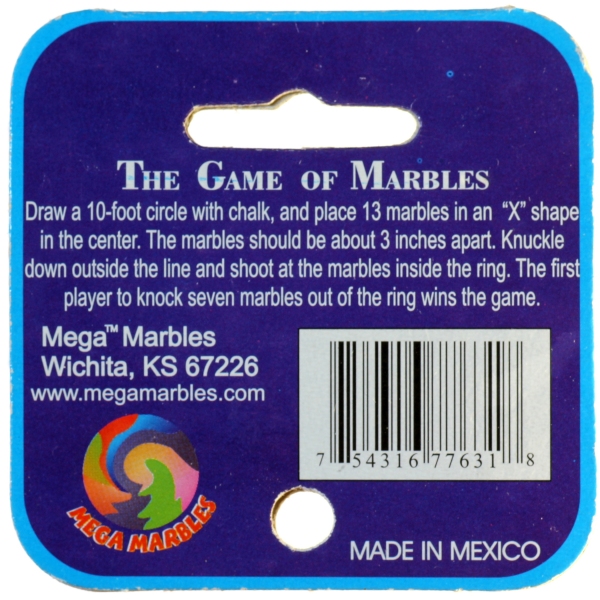 THE GAME OF MARBLES
Draw a 10-foot circle with chalk, and place 13 marbles in an "X" shape
in the center. The marbles should be about 3 inches apart. Knuckle
down outside the line and shoot at the marbles inside the ring. The first
player to knock seven marbles out of the ring wins the game.
Mega™ Marbles
Wichita, KS 67226
www.megamarbles.com
7 54316 77631 8
MEGA MARBLES
MADE IN MEXICO